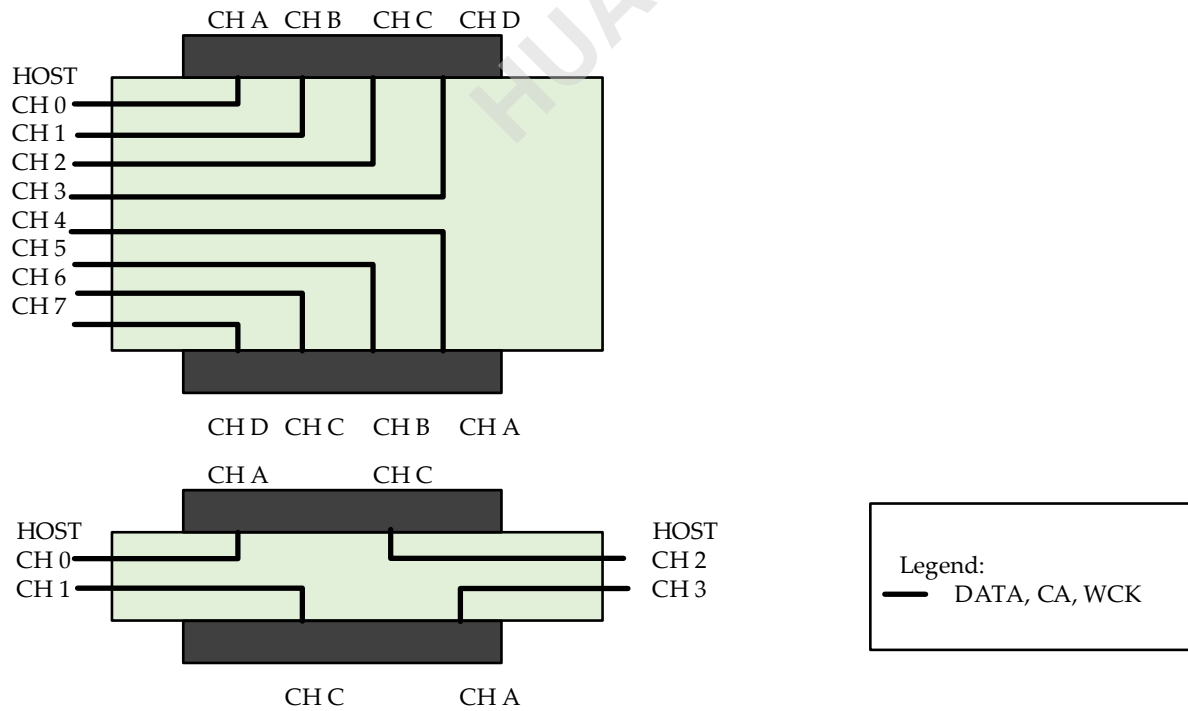 CH A CH B CH C CH D
HOST
CH 0
CH 1
CH 2
CH 3
CH 4
CH 5
CH 6
CH 7
CH D CH C CH B CH A
CH A CH C
HOST
CH 0
CH 1
HOST
CH 2
CH 3
CH C CH A
Legend:
DATA, CA, WCK